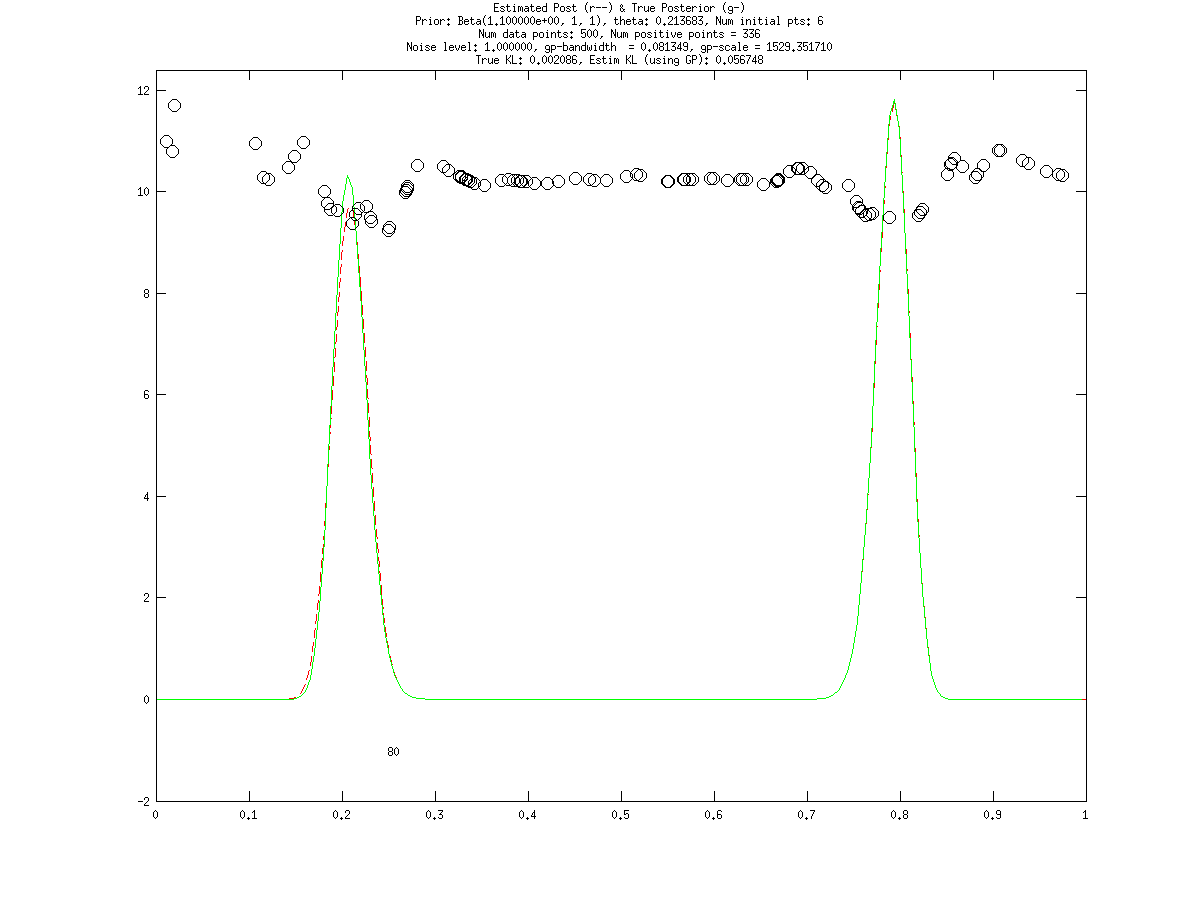 Estimated Post (r--) & True Posterior (g-)
Prior: Beta(1.100000e+00, 1, 1), theta: 0.213683, Num initial pts: 6
Num data points: 500, Num positive points = 336
Noise level: 1.000000, gp-bandwidth  = 0.081349, gp-scale = 1529.351710
True KL: 0.002086, Estim KL (using GP): 0.056748
12
10
8
6
4
2
0
80
-2
0 0.1 0.2 0.3 0.4 0.5 0.6 0.7 0.8 0.9 1